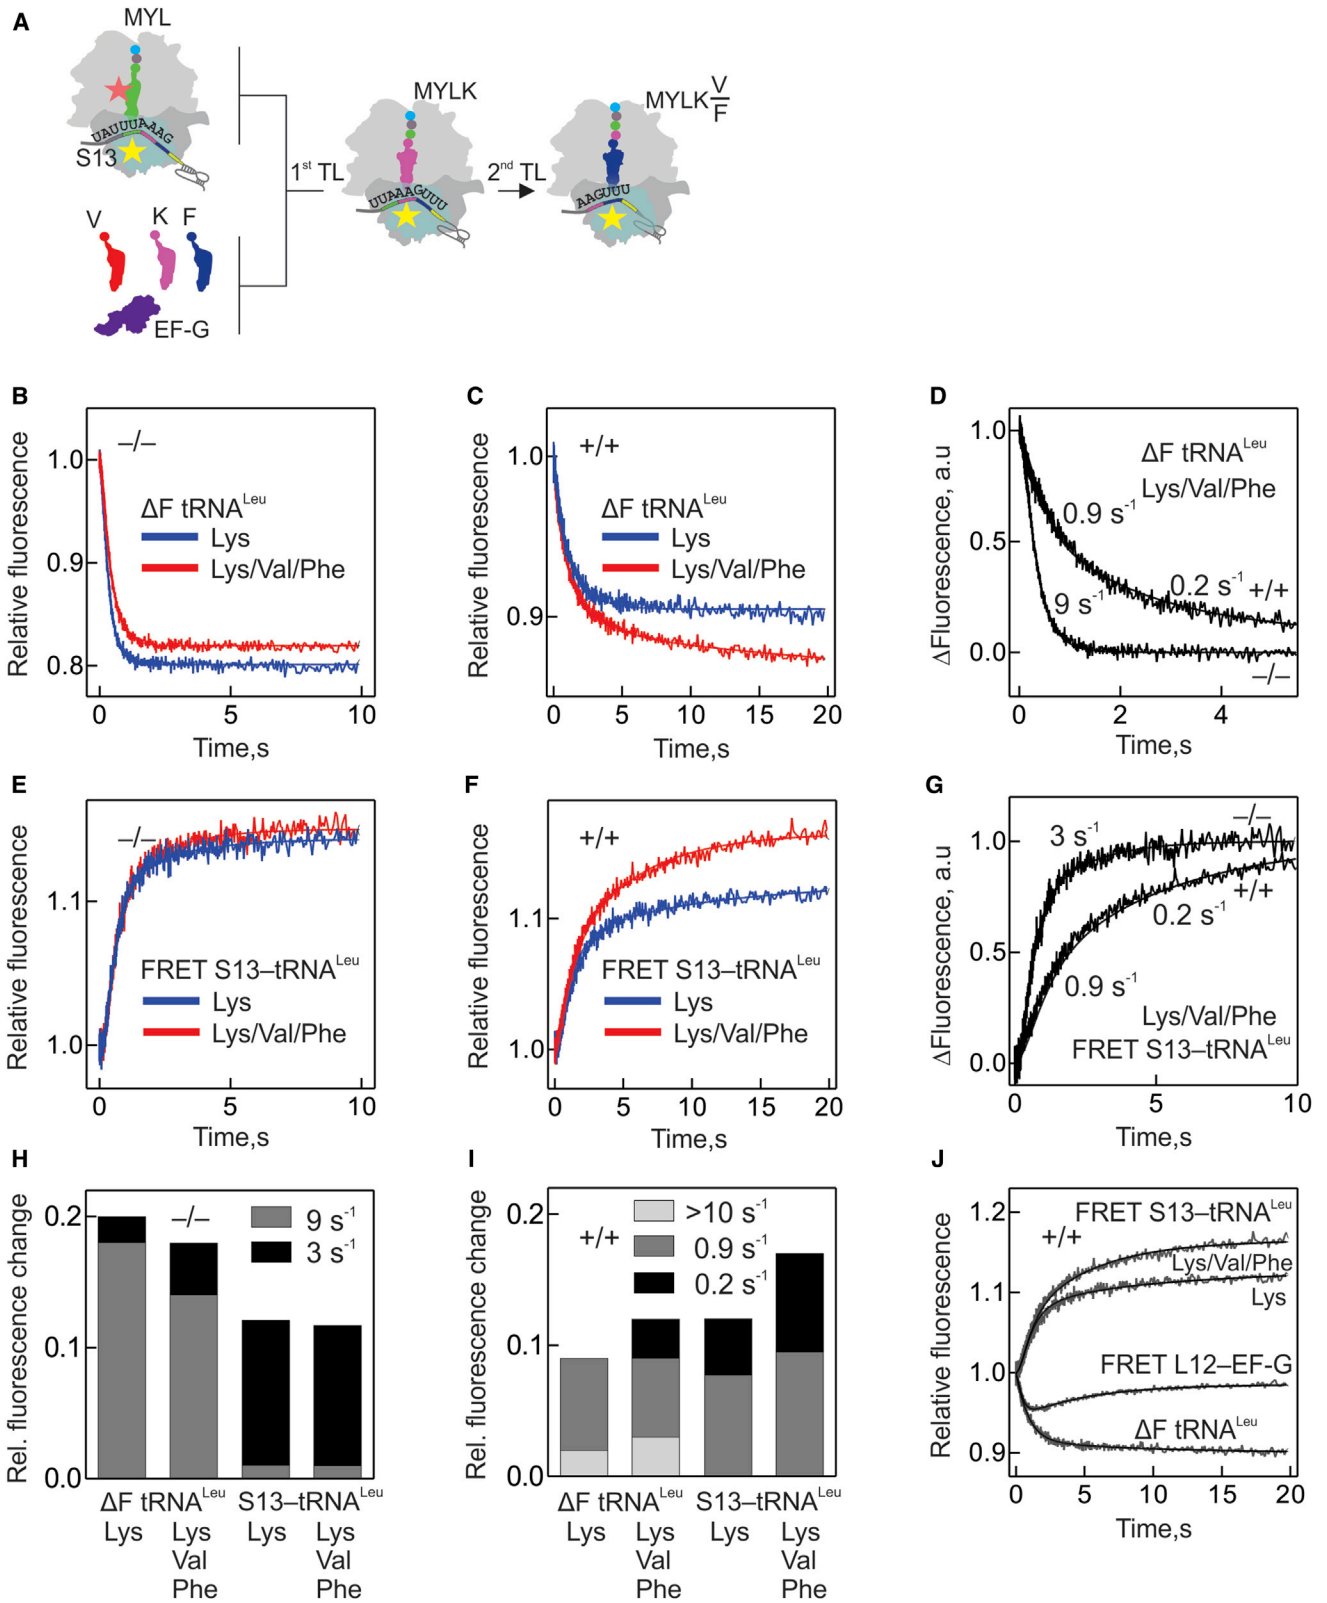 A
MYL
UAUUUAAAG
S13
V K F
EF-G
1st TL
MYLK
UUAAAGUUU
2nd TL
MYLK V/F
AAGUUU
B
–/–
ΔF tRNALeu
Lys
Lys/Val/Phe
Relative fluorescence
1.0
0.9
0.8
0 5 10
Time,s
C
+/+
ΔF tRNALeu
Lys
Lys/Val/Phe
Relative fluorescence
1.0
0.9
0 5 10 15 20
Time,s
D
ΔF tRNALeu
Lys/Val/Phe
0.9 s-1
0.2 s-1 +/+
9 s-1
–/–
ΔFluorescence, a.u
1.0
0.5
0.0
0 2 4
Time,s
E
–/–
FRET S13–tRNALeu
Lys
Lys/Val/Phe
Relative fluorescence
1.1
1.0
0 5 10
Time,s
F
+/+
FRET S13–tRNALeu
Lys
Lys/Val/Phe
Relative fluorescence
1.1
1.0
0 5 10 15 20
Time,s
G
–/–
3 s-1
+/+
0.2 s-1
0.9 s-1
Lys/Val/Phe
FRET S13–tRNALeu
ΔFluorescence, a.u
1.0
0.5
0.0
0 5 10
Time,s
H
–/–
9 s-1
3 s-1
Rel. fluorescence change
0.2
0.1
0.0
ΔF tRNALeu S13–tRNALeu
Lys Lys Lys Lys
Val Val
Phe Phe
I
+/+
>10 s-1
0.9 s-1
0.2 s-1
Rel. fluorescence change
0.2
0.1
0.0
ΔF tRNALeu S13–tRNALeu
Lys Lys Lys Lys
Val Val
Phe Phe
J
FRET S13–tRNALeu
+/+
Lys/Val/Phe
Lys
FRET L12–EF-G
ΔF tRNALeu
Relative fluorescence
1.2
1.1
1.0
0.9
0 5 10 15 20
Time,s